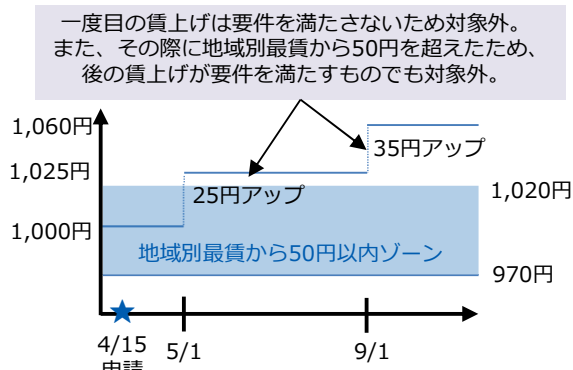 一度目の賃上げは要件を満たさないため対象外。
また、その際に地域別最賃から50円を超えたため、
後の賃上げが要件を満たすものでも対象外。
1,060円
35円アップ
1,025円
25円アップ
1,020円
1,000円
地域別最賃から50円以内ゾーン
970円
4/15
5/1
9/1
申請